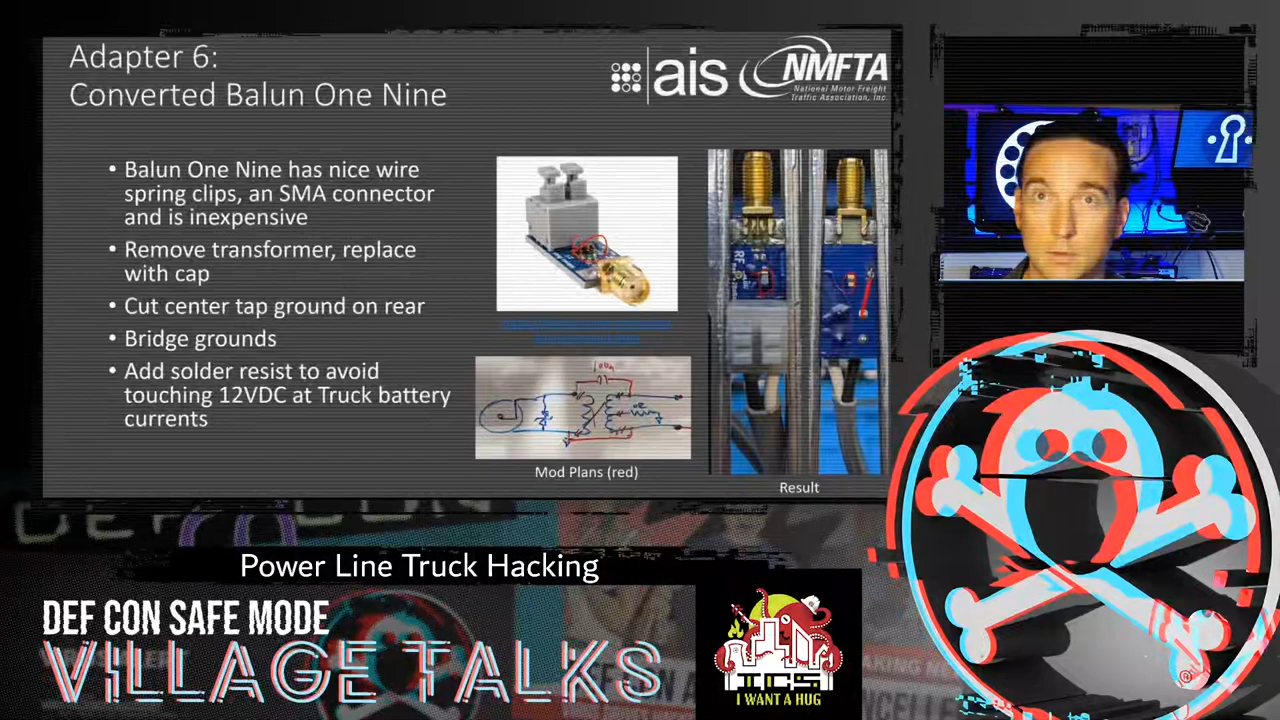 Adapter 6:
Converted Balun One Nine
ais
NMFTA
National Motor Freight
Traffic Association, Inc.
• Balun One Nine has nice wire
spring clips, an SMA connector
and is inexpensive
• Remove transformer, replace
with cap
• Cut center tap ground on rear
• Bridge grounds
• Add solder resist to avoid
touching 12VDC at Truck battery
currents
Mod Plans (red)
Result
Power Line Truck Hacking
DEF CON SAFE MODE
VILLAGE TALKS
ICS
I WANT A HUG